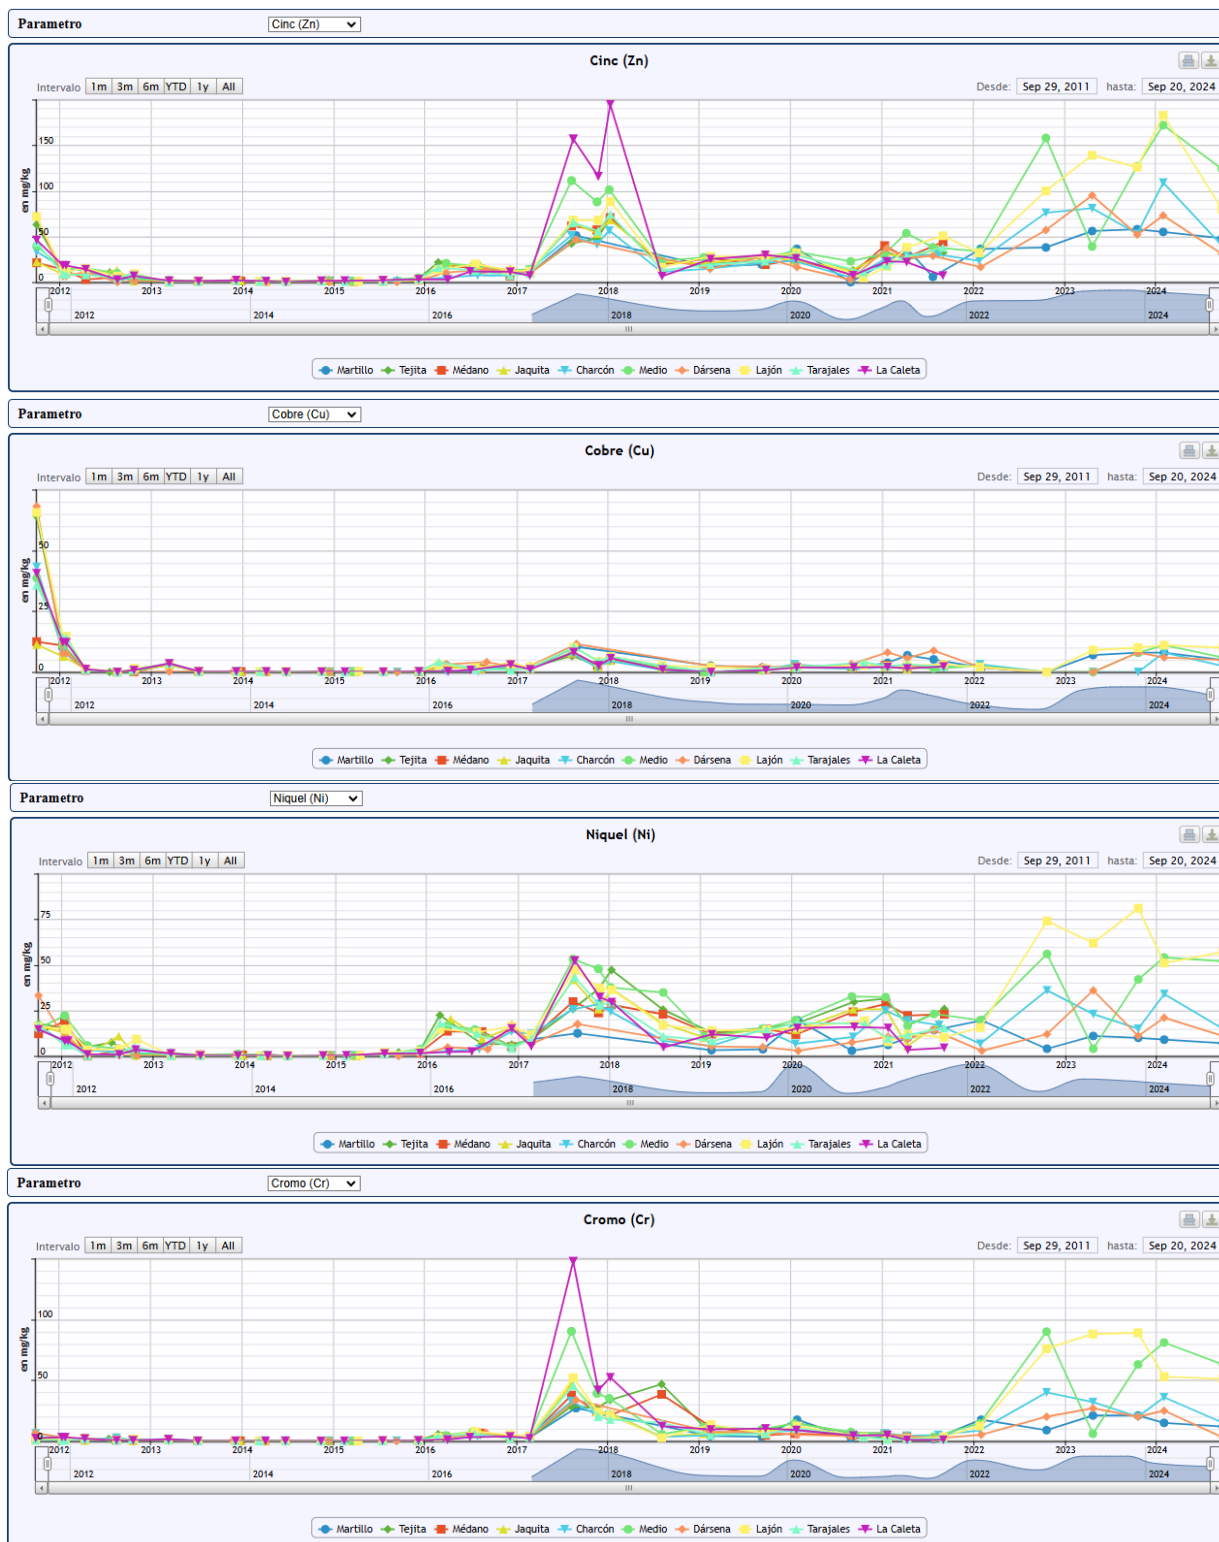 Parametro Cinc (Zn)
Cinc (Zn)
Intervalo 1m 3m 6m YTD 1y All Desde: Sep 29, 2011 hasta: Sep 20, 2024
en mg/kg
150
100
50
0
2012 2013 2014 2015 2016 2017 2018 2019 2020 2021 2022 2023 2024
2012 2014 2016 2018 2020 2022 2024
Martillo Tejita Médano Jaquita Charcón Medio Dársena Lajón Tarajales La Caleta
Parametro Cobre (Cu)
Cobre (Cu)
Intervalo 1m 3m 6m YTD 1y All Desde: Sep 29, 2011 hasta: Sep 20, 2024
en mg/kg
50
25
0
2012 2013 2014 2015 2016 2017 2018 2019 2020 2021 2022 2023 2024
2012 2014 2016 2018 2020 2022 2024
Martillo Tejita Médano Jaquita Charcón Medio Dársena Lajón Tarajales La Caleta
Parametro Niquel (Ni)
Niquel (Ni)
Intervalo 1m 3m 6m YTD 1y All Desde: Sep 29, 2011 hasta: Sep 20, 2024
en mg/kg
75
50
25
0
2012 2013 2014 2015 2016 2017 2018 2019 2020 2021 2022 2023 2024
2012 2014 2016 2018 2020 2022 2024
Martillo Tejita Médano Jaquita Charcón Medio Dársena Lajón Tarajales La Caleta
Parametro Cromo (Cr)
Cromo (Cr)
Intervalo 1m 3m 6m YTD 1y All Desde: Sep 29, 2011 hasta: Sep 20, 2024
en mg/kg
100
50
0
2012 2013 2014 2015 2016 2017 2018 2019 2020 2021 2022 2023 2024
2012 2014 2016 2018 2020 2022 2024
Martillo Tejita Médano Jaquita Charcón Medio Dársena Lajón Tarajales La Caleta